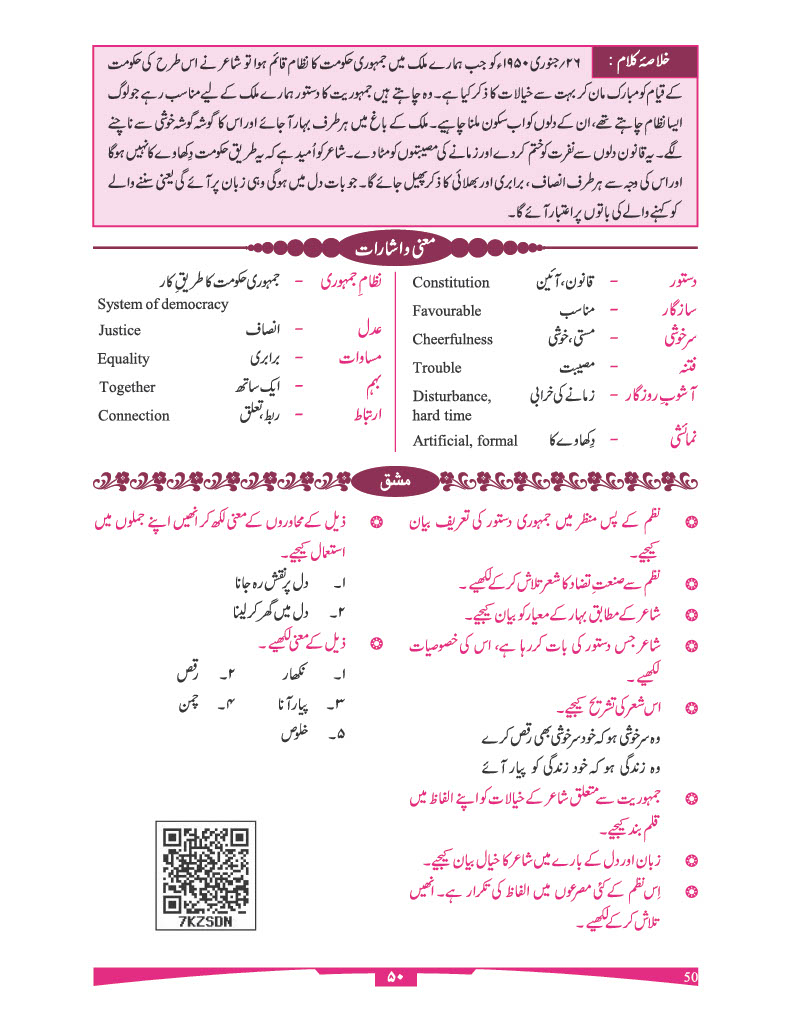 خلاصۂ کلام : ۲۶؍ جنوری ۱۹۵۰ء کو جب ہمارے ملک میں جمہوری حکومت کا نظام قائم ہوا تو شاعر نے اس طرح کی حکومت
کے قیام کو مبارک مان کر بہت سے خیالات کا ذکر کیا ہے۔ وہ چاہتے ہیں جمہوریت کا دستور ہمارے ملک کے لیے مناسب رہے جو لوگ
ایسا نظام چاہتے تھے، ان کے دلوں کو اب سکون ملنا چاہیے۔ ملک کے باغ میں ہر طرف بہار آ جائے اور اس کا گوشہ گوشہ خوشی سے ناچنے
لگے۔ یہ قانون دلوں سے نفرت کو ختم کر دے اور زمانے کی مصیبتوں کو مٹا دے۔ شاعر کو اُمید ہے کہ یہ طریقِ حکومت دِکھاوے کا نہیں ہوگا
اور اس کی وجہ سے ہر طرف انصاف، برابری اور بھلائی کا ذکر پھیل جائے گا۔ جو بات دل میں ہوگی وہی زبان پر آئے گی یعنی سننے والے
کو کہنے والے کی باتوں پر اعتبار آئے گا۔
معنی و اشارات
دستور – قانون، آئین Constitution
سازگار – مناسب Favourable
سرخوشی – مستی، خوشی Cheerfulness
فتنہ – مصیبت Trouble
آشوبِ روزگار – زمانے کی خرابی Disturbance,
hard time
نمائشی – دِکھاوے کا Artificial, formal
نظامِ جمہوری – جمہوری حکومت کا طریقِ کار
System of democracy
عدل – انصاف Justice
مساوات – برابری Equality
بہم – ایک ساتھ Together
ارتباط – ربط، تعلق Connection
مشق
نظم کے پس منظر میں جمہوری دستور کی تعریف بیان
کیجیے۔
نظم سے صنعتِ تضاد کا شعر تلاش کر کے لکھیے۔
شاعر کے مطابق بہار کے معیار کو بیان کیجیے۔
شاعر جس دستور کی بات کر رہا ہے، اس کی خصوصیات
لکھیے۔
اس شعر کی تشریح کیجیے۔
وہ سرخوشی ہو کہ خود سرخوشی بھی رقص کرے
وہ زندگی ہو کہ خود زندگی کو پیار آئے
جمہوریت سے متعلق شاعر کے خیالات کو اپنے الفاظ میں
قلم بند کیجیے۔
زبان اور دل کے بارے میں شاعر کا خیال بیان کیجیے۔
اِس نظم کے کئی مصرعوں میں الفاظ کی تکرار ہے۔ انھیں
تلاش کر کے لکھیے۔
ذیل کے محاوروں کے معنی لکھ کر انھیں اپنے جملوں میں
استعمال کیجیے۔
۱۔ دل پر نقش رہ جانا
۲۔ دل میں گھر کر لینا
ذیل کے معنی لکھیے۔
۱۔ نکھار ۲۔ رقص
۳۔ پیار آنا ۴۔ چمن
۵۔ خلوص
7KZSDN
۵۰
50